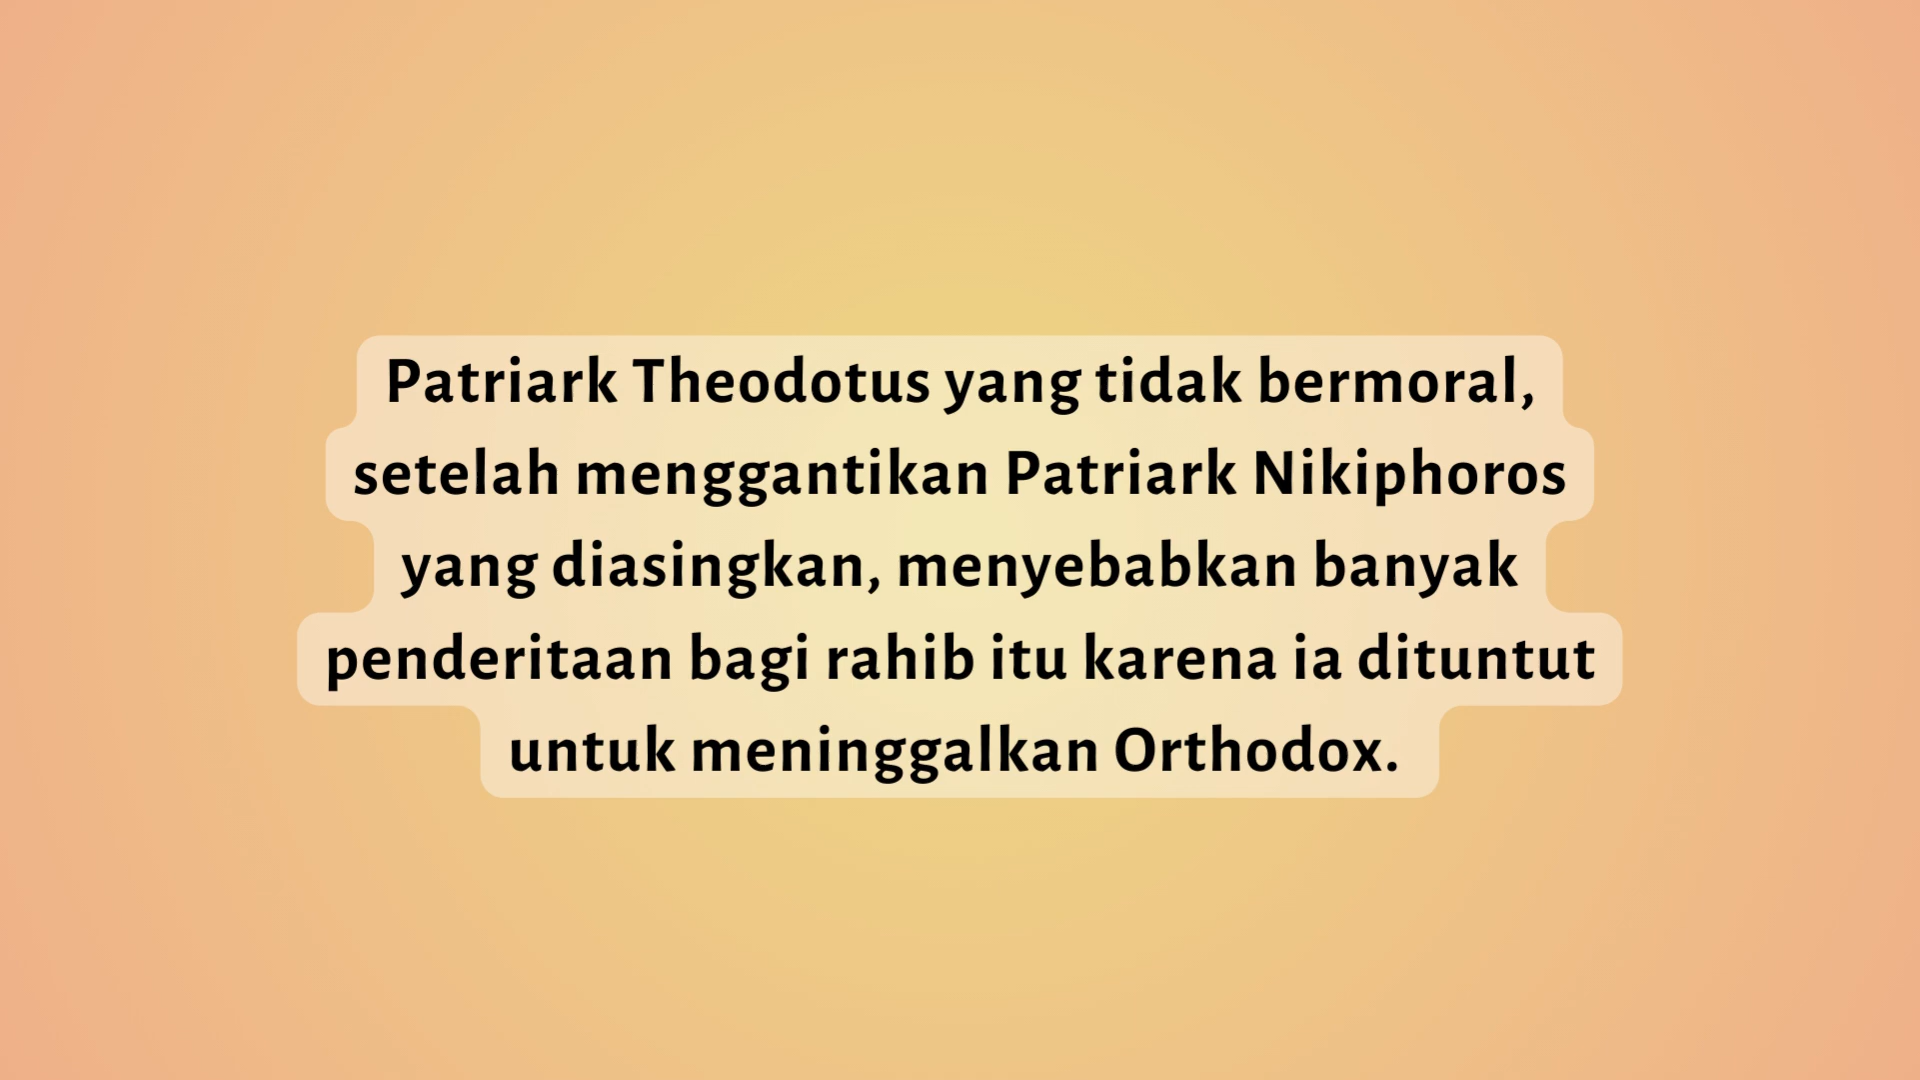 Patriark Theodotus yang tidak bermoral,
setelah menggantikan Patriark Nikiphoros
yang diasingkan, menyebabkan banyak
penderitaan bagi rahib itu karena ia dituntut
untuk meninggalkan Orthodox.